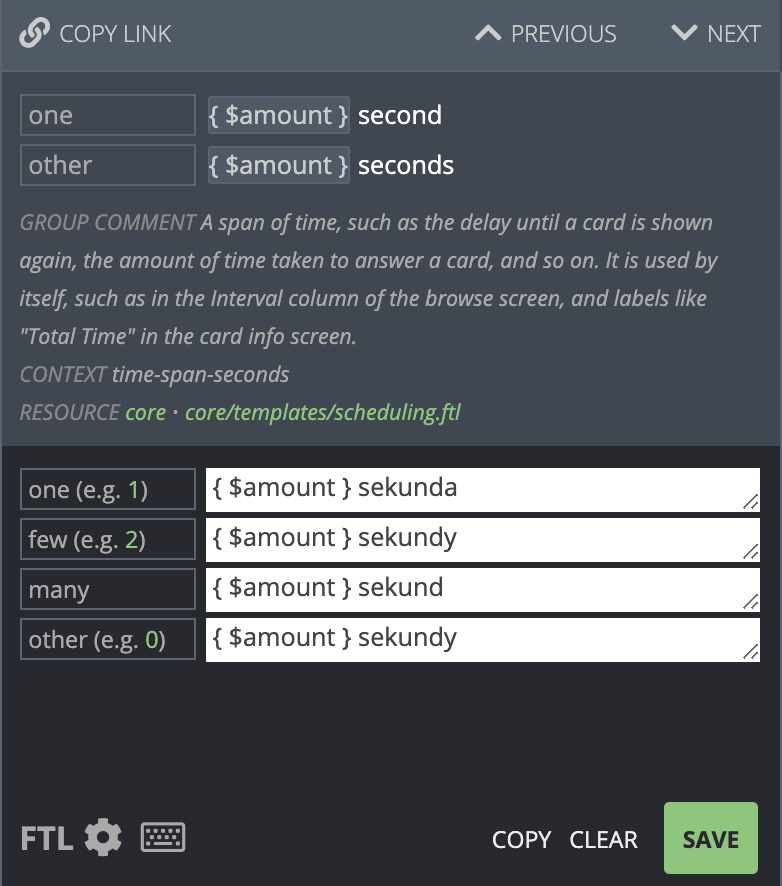 COPY LINK PREVIOUS NEXT
one { $amount } second
other { $amount } seconds
GROUP COMMENT A span of time, such as the delay until a card is shown
again, the amount of time taken to answer a card, and so on. It is used by
itself, such as in the Interval column of the browse screen, and labels like
"Total Time" in the card info screen.
CONTEXT time-span-seconds
RESOURCE core • core/templates/scheduling.ftl
one (e.g. 1) { $amount } sekunda
few (e.g. 2) { $amount } sekundy
many { $amount } sekund
other (e.g. 0) { $amount } sekundy
FTL COPY CLEAR SAVE